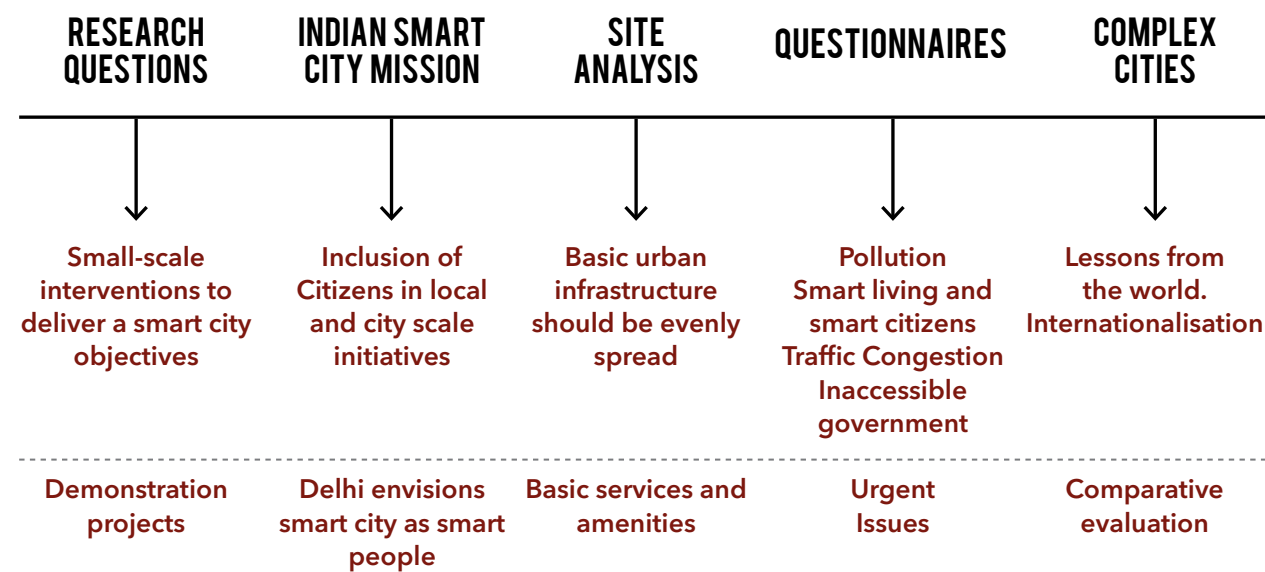 RESEARCH
QUESTIONS
INDIAN SMART
CITY MISSION
SITE
ANALYSIS
QUESTIONNAIRES
COMPLEX
CITIES
Small-scale
interventions to
deliver a smart city
objectives
Inclusion of
Citizens in local
and city scale
initiatives
Basic urban
infrastructure
should be evenly
spread
Pollution
Smart living and
smart citizens
Traffic Congestion
Inaccessible
government
Lessons from
the world.
Internationalisation
Demonstration
projects
Delhi envisions
smart city as smart
people
Basic services and
amenities
Urgent
Issues
Comparative
evaluation